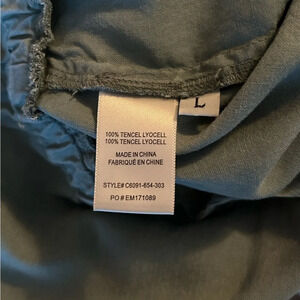 L
100% TENCEL LYOCELL
100% TENCEL LYOCELL
MADE IN CHINA
FABRIQUÉ EN CHINE
STYLE# C6091-654-303
PO # EM171089